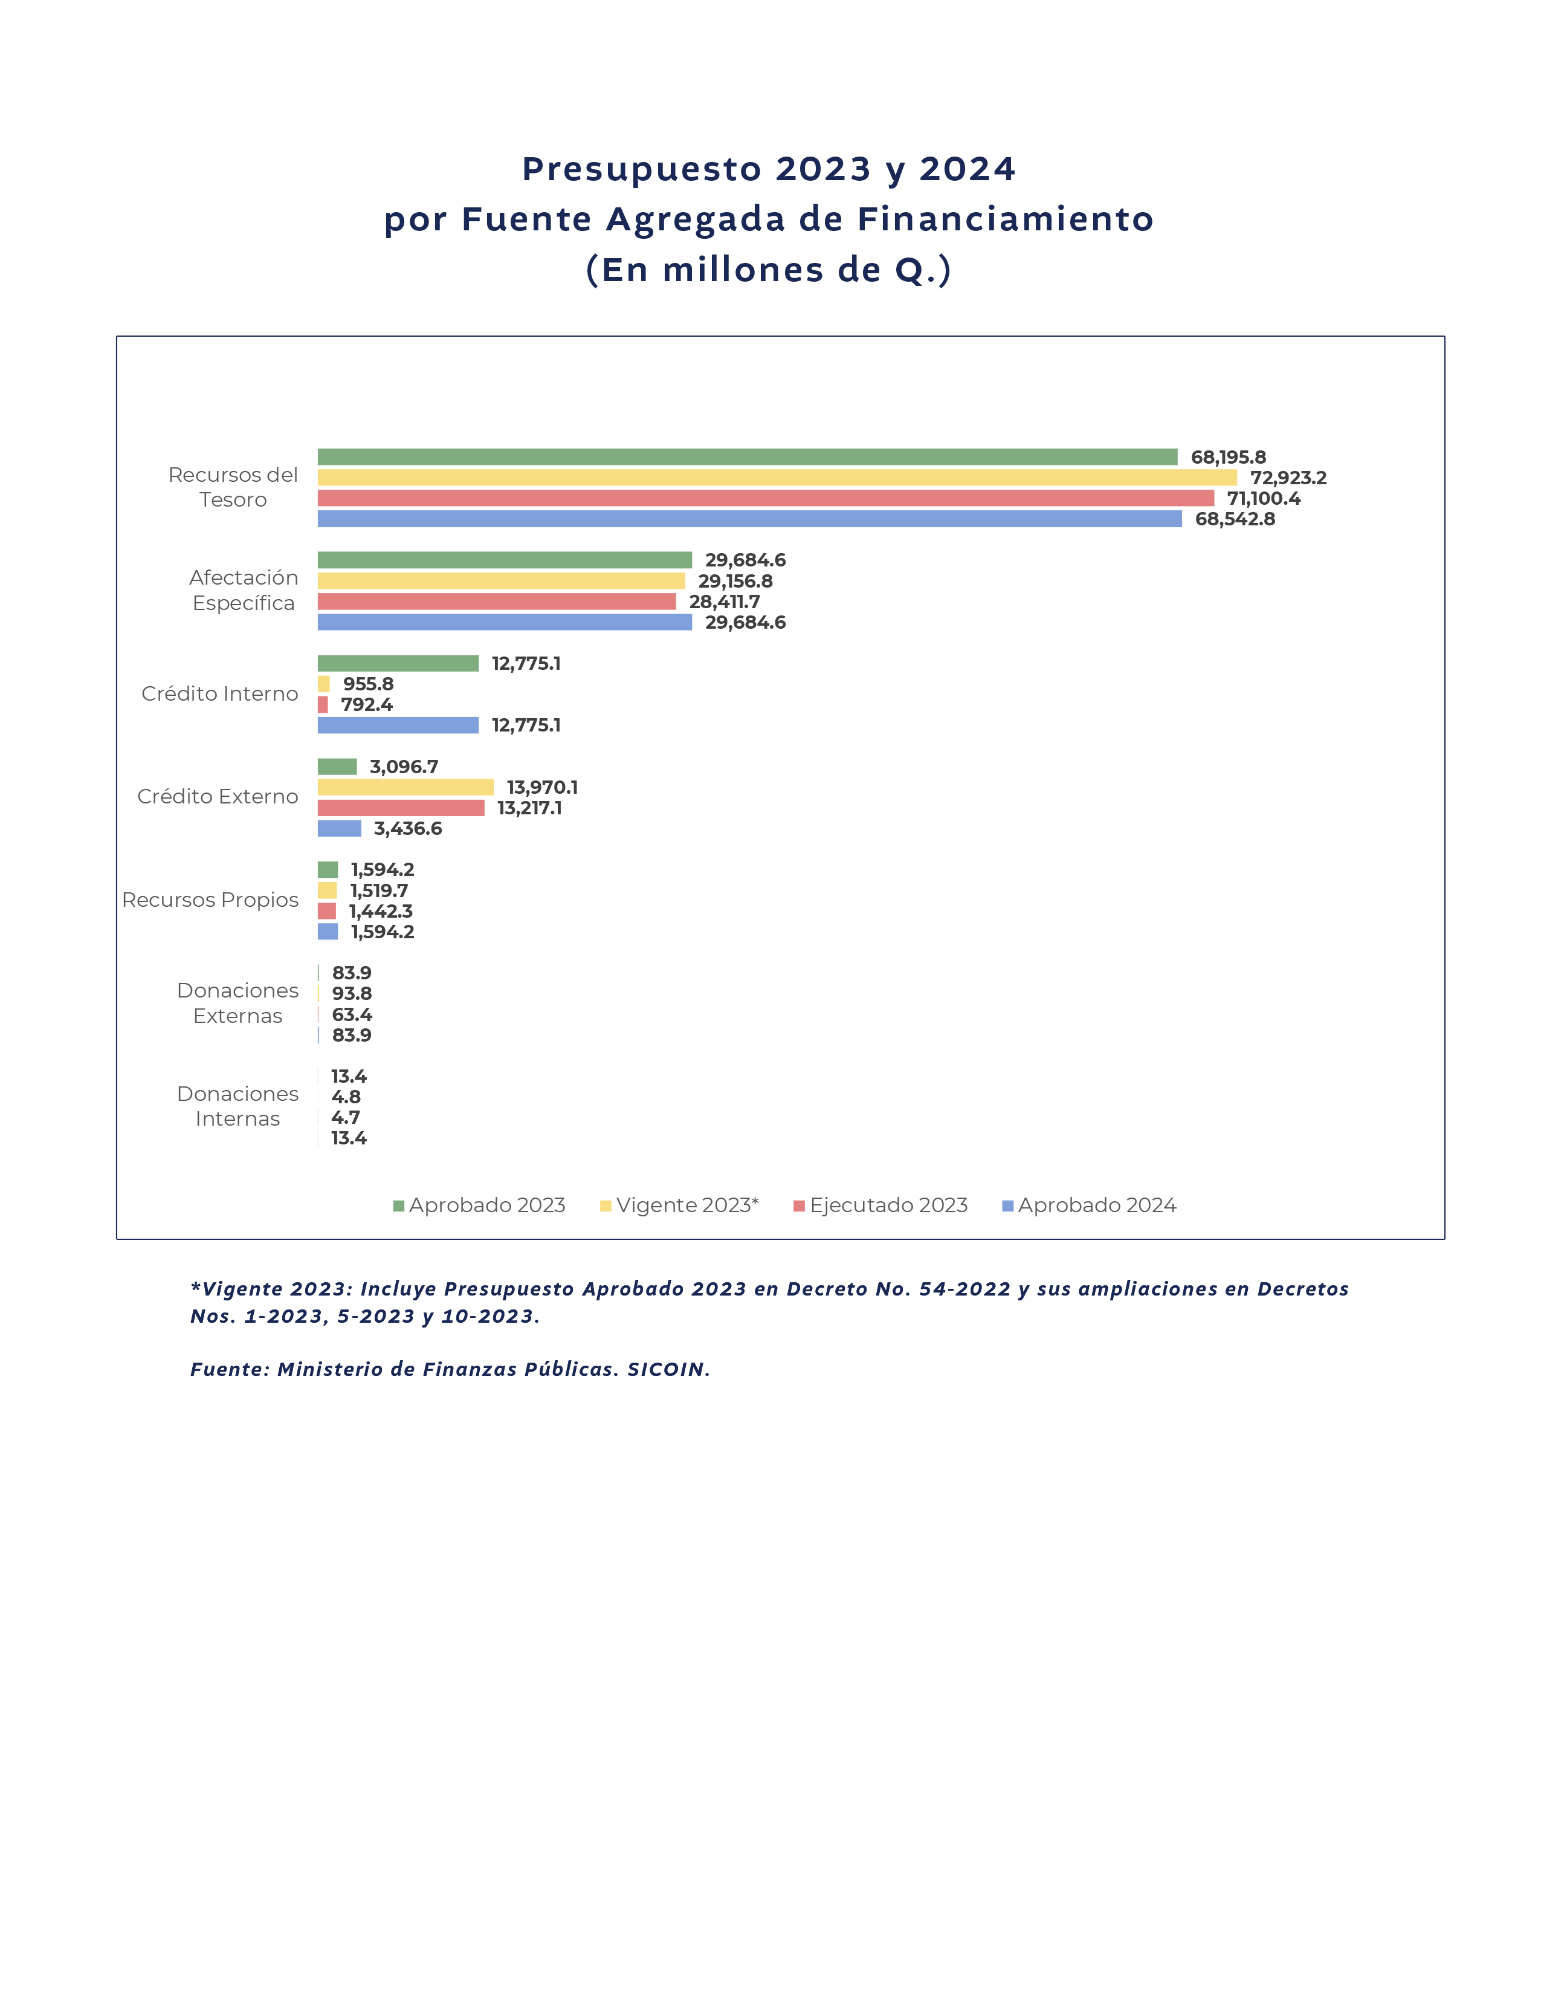 Presupuesto 2023 y 2024
por Fuente Agregada de Financiamiento
(En millones de Q.)
Recursos del
Tesoro
68,195.8
72,923.2
71,100.4
68,542.8
Afectación
Específica
29,684.6
29,156.8
28,411.7
29,684.6
Crédito Interno
12,775.1
955.8
792.4
12,775.1
Crédito Externo
3,096.7
13,970.1
13,217.1
3,436.6
Recursos Propios
1,594.2
1,519.7
1,442.3
1,594.2
Donaciones
Externas
83.9
93.8
63.4
83.9
Donaciones
Internas
13.4
4.8
4.7
13.4
Aprobado 2023 Vigente 2023* Ejecutado 2023 Aprobado 2024
*Vigente 2023: Incluye Presupuesto Aprobado 2023 en Decreto No. 54-2022 y sus ampliaciones en Decretos
Nos. 1-2023, 5-2023 y 10-2023.
Fuente: Ministerio de Finanzas Públicas. SICOIN.